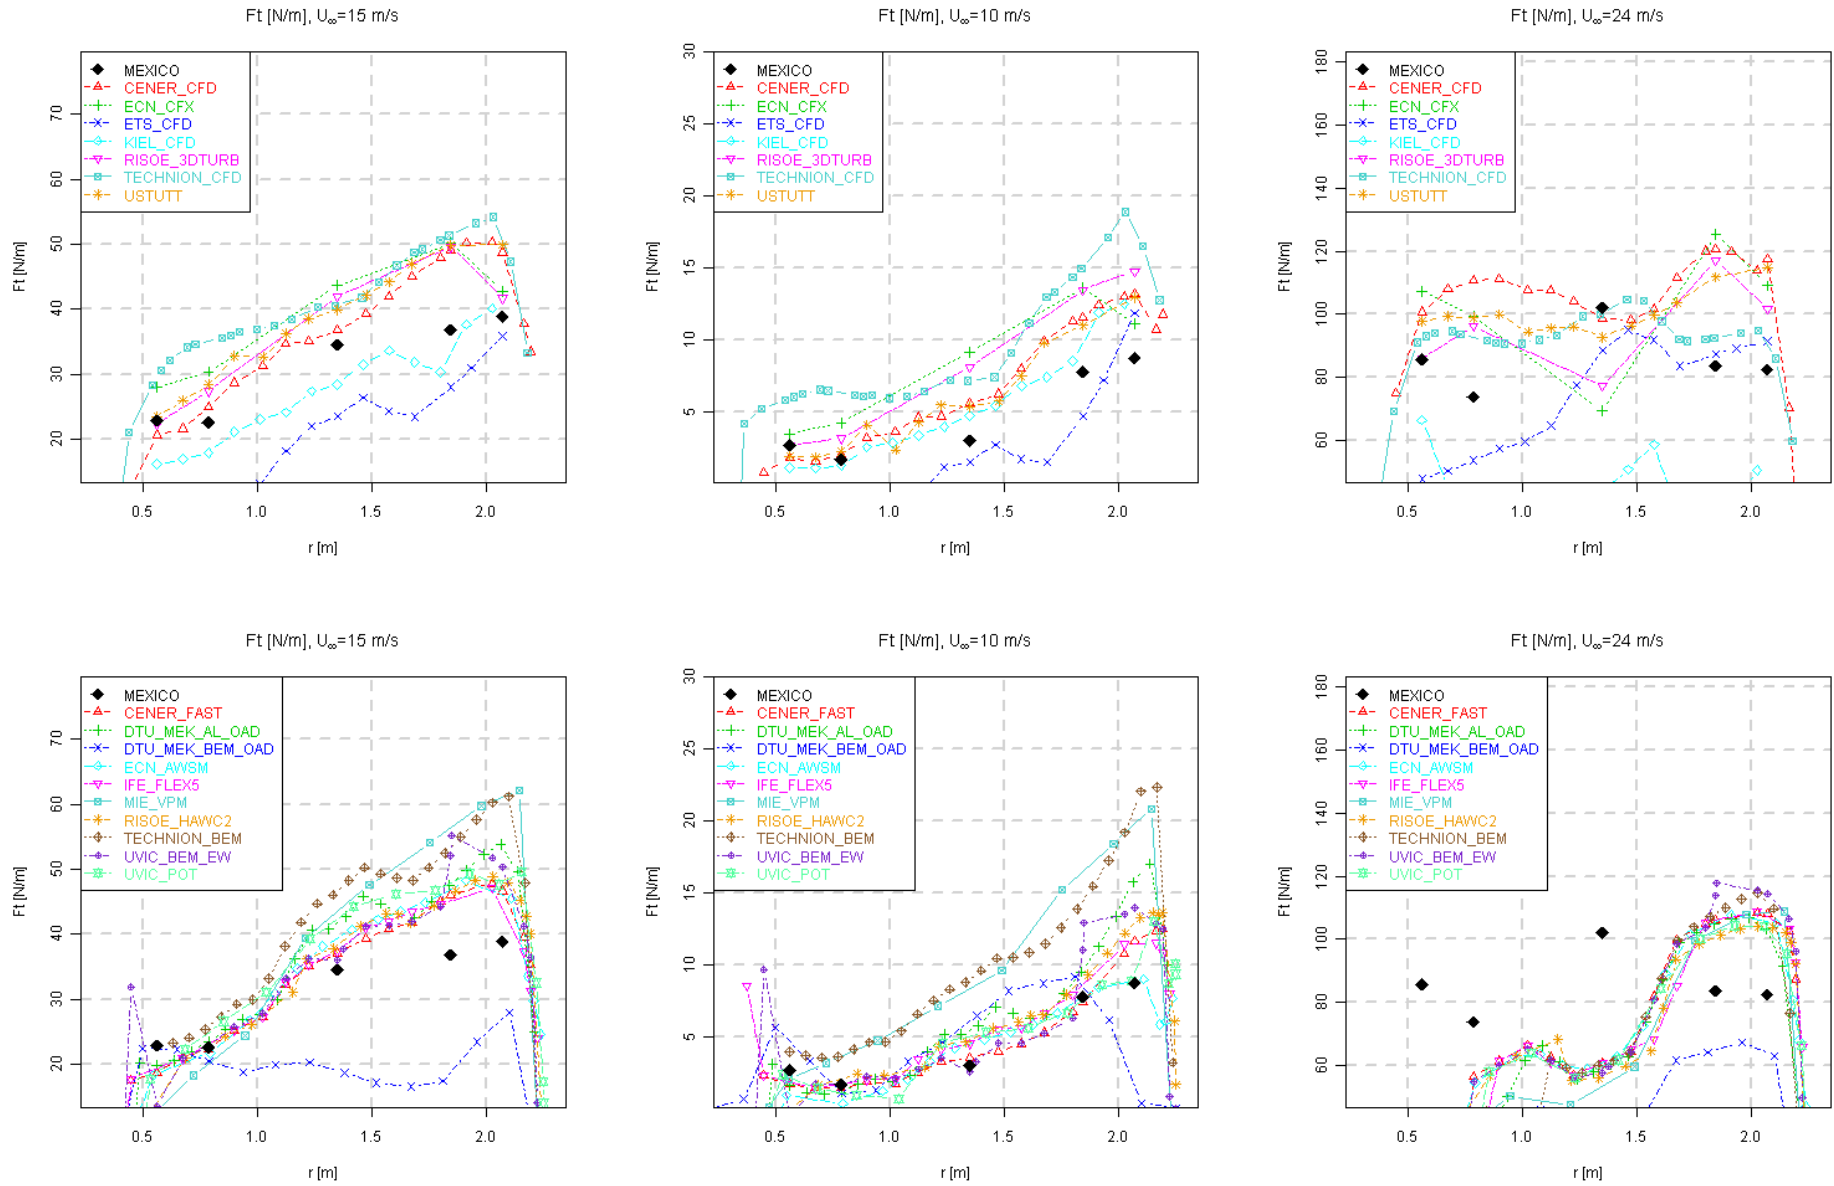 Ft [N/m], U∞=15 m/s
Ft [N/m]
70
60
50
40
30
20
MEXICO
CENER_CFD
ECN_CFX
ETS_CFD
KIEL_CFD
RISOE_3DTURB
TECHNION_CFD
USTUTT
0.5 1.0 1.5 2.0
r [m]
Ft [N/m], U∞=10 m/s
Ft [N/m]
30
25
20
15
10
5
MEXICO
CENER_CFD
ECN_CFX
ETS_CFD
KIEL_CFD
RISOE_3DTURB
TECHNION_CFD
USTUTT
0.5 1.0 1.5 2.0
r [m]
Ft [N/m], U∞=24 m/s
Ft [N/m]
180
160
140
120
100
80
60
MEXICO
CENER_CFD
ECN_CFX
ETS_CFD
KIEL_CFD
RISOE_3DTURB
TECHNION_CFD
USTUTT
0.5 1.0 1.5 2.0
r [m]
Ft [N/m], U∞=15 m/s
Ft [N/m]
70
60
50
40
30
20
MEXICO
CENER_FAST
DTU_MEK_AL_OAD
DTU_MEK_BEM_OAD
ECN_AWSM
IFE_FLEX5
MIE_VPM
RISOE_HAWC2
TECHNION_BEM
UVIC_BEM_EW
UVIC_POT
0.5 1.0 1.5 2.0
r [m]
Ft [N/m], U∞=10 m/s
Ft [N/m]
30
25
20
15
10
5
MEXICO
CENER_FAST
DTU_MEK_AL_OAD
DTU_MEK_BEM_OAD
ECN_AWSM
IFE_FLEX5
MIE_VPM
RISOE_HAWC2
TECHNION_BEM
UVIC_BEM_EW
UVIC_POT
0.5 1.0 1.5 2.0
r [m]
Ft [N/m], U∞=24 m/s
Ft [N/m]
180
160
140
120
100
80
60
MEXICO
CENER_FAST
DTU_MEK_AL_OAD
DTU_MEK_BEM_OAD
ECN_AWSM
IFE_FLEX5
MIE_VPM
RISOE_HAWC2
TECHNION_BEM
UVIC_BEM_EW
UVIC_POT
0.5 1.0 1.5 2.0
r [m]